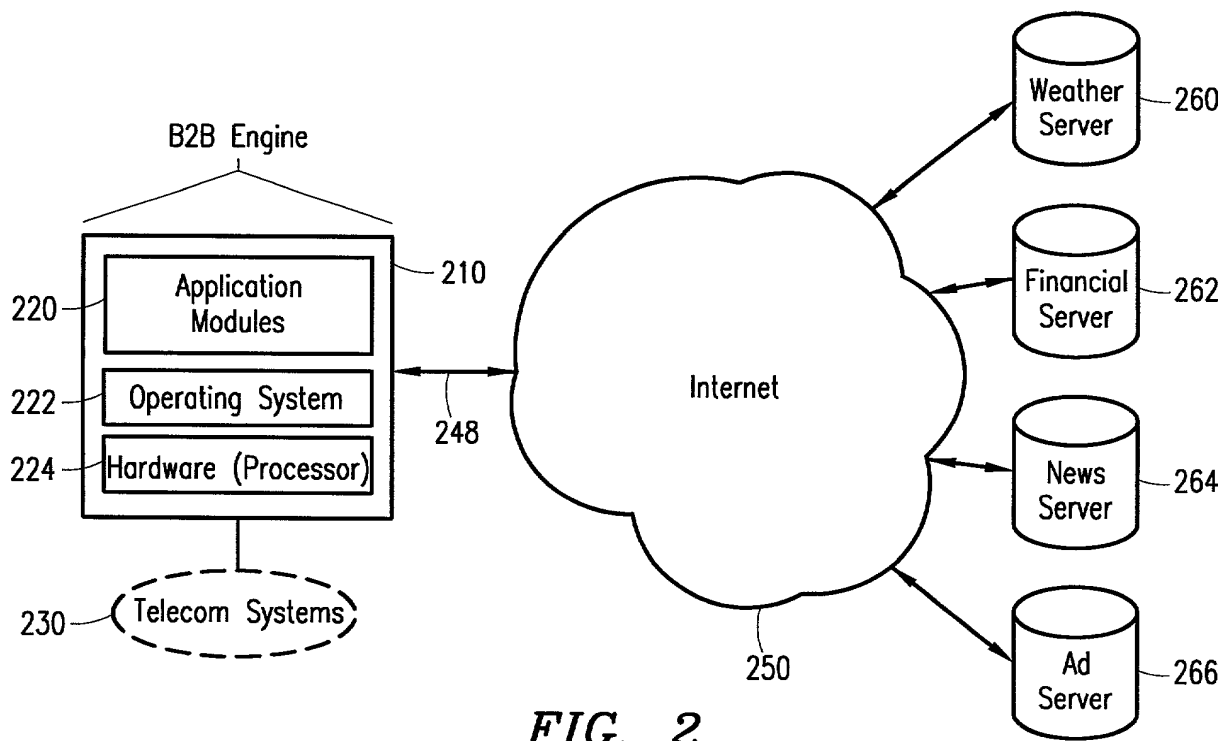 B2B Engine
210
220
Application
Modules
222
Operating System
224
Hardware (Processor)
230
Telecom Systems
248
Internet
250
Weather
Server
260
Financial
Server
262
News
Server
264
Ad
Server
266
FIG. 2